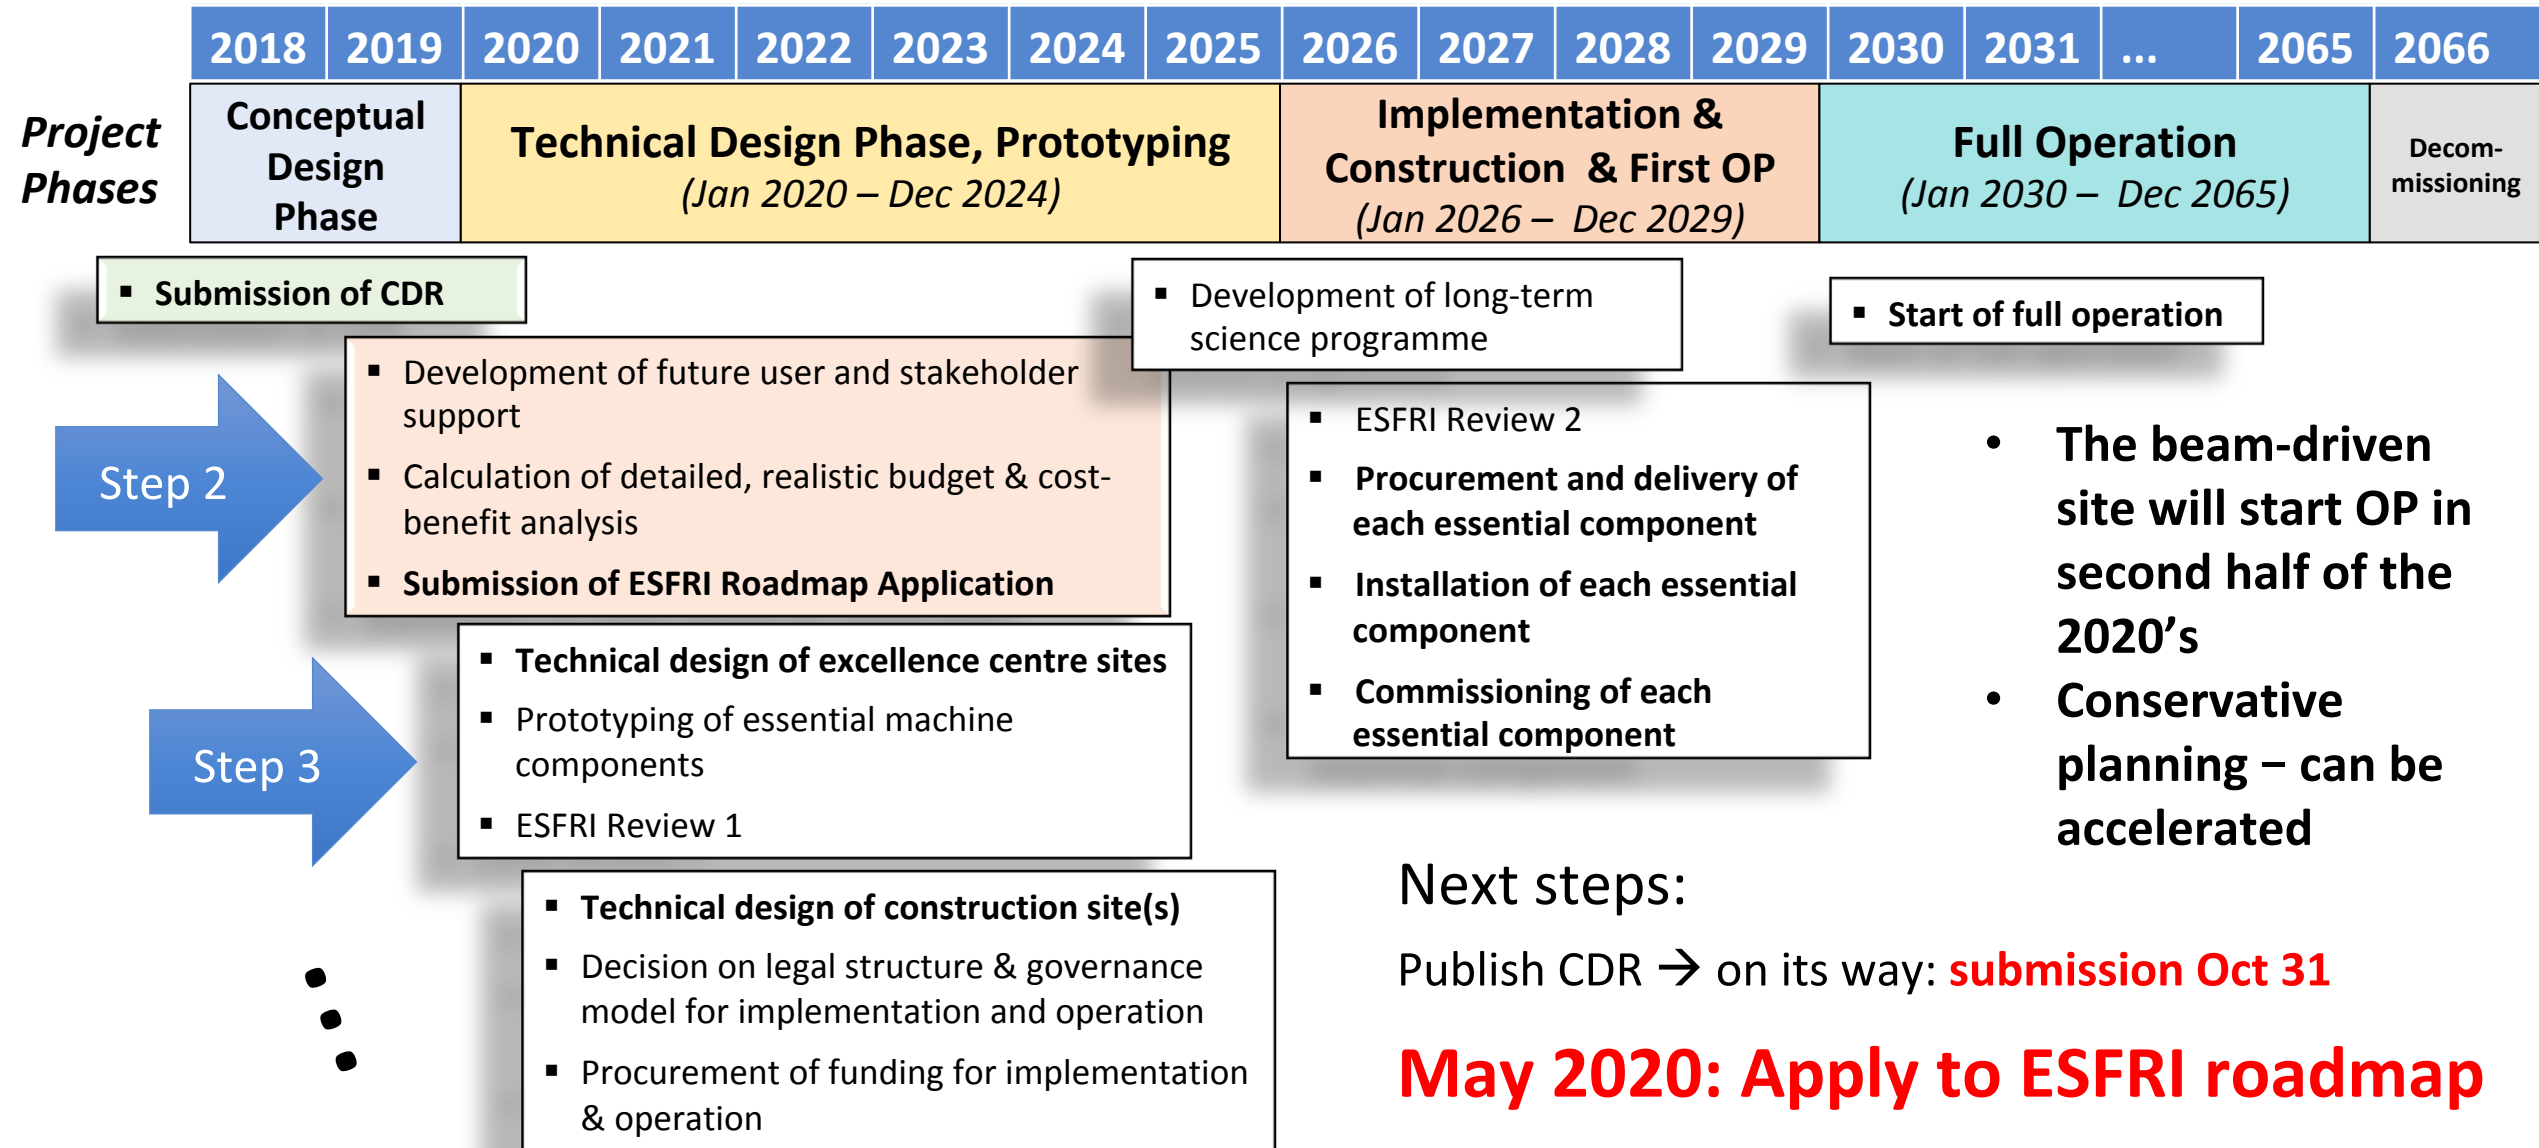 2018 2019 2020 2021 2022 2023 2024 2025 2026 2027 2028 2029 2030 2031 ... 2065 2066
Project
Phases
Conceptual
Design
Phase
Technical Design Phase, Prototyping
(Jan 2020 – Dec 2024)
Implementation &
Construction & First OP
(Jan 2026 – Dec 2029)
Full Operation
(Jan 2030 – Dec 2065)
Decom-
missioning
▪ Submission of CDR
▪ Development of future user and stakeholder
support
▪ Calculation of detailed, realistic budget & cost-
benefit analysis
▪ Submission of ESFRI Roadmap Application
Step 2
▪ Technical design of excellence centre sites
▪ Prototyping of essential machine
components
▪ ESFRI Review 1
Step 3
▪ Technical design of construction site(s)
▪ Decision on legal structure & governance
model for implementation and operation
▪ Procurement of funding for implementation
& operation
▪ Development of long-term
science programme
▪ ESFRI Review 2
▪ Procurement and delivery of
each essential component
▪ Installation of each essential
component
▪ Commissioning of each
essential component
▪ Start of full operation
• The beam-driven
site will start OP in
second half of the
2020’s
• Conservative
planning – can be
accelerated
Next steps:
Publish CDR → on its way: submission Oct 31
May 2020: Apply to ESFRI roadmap